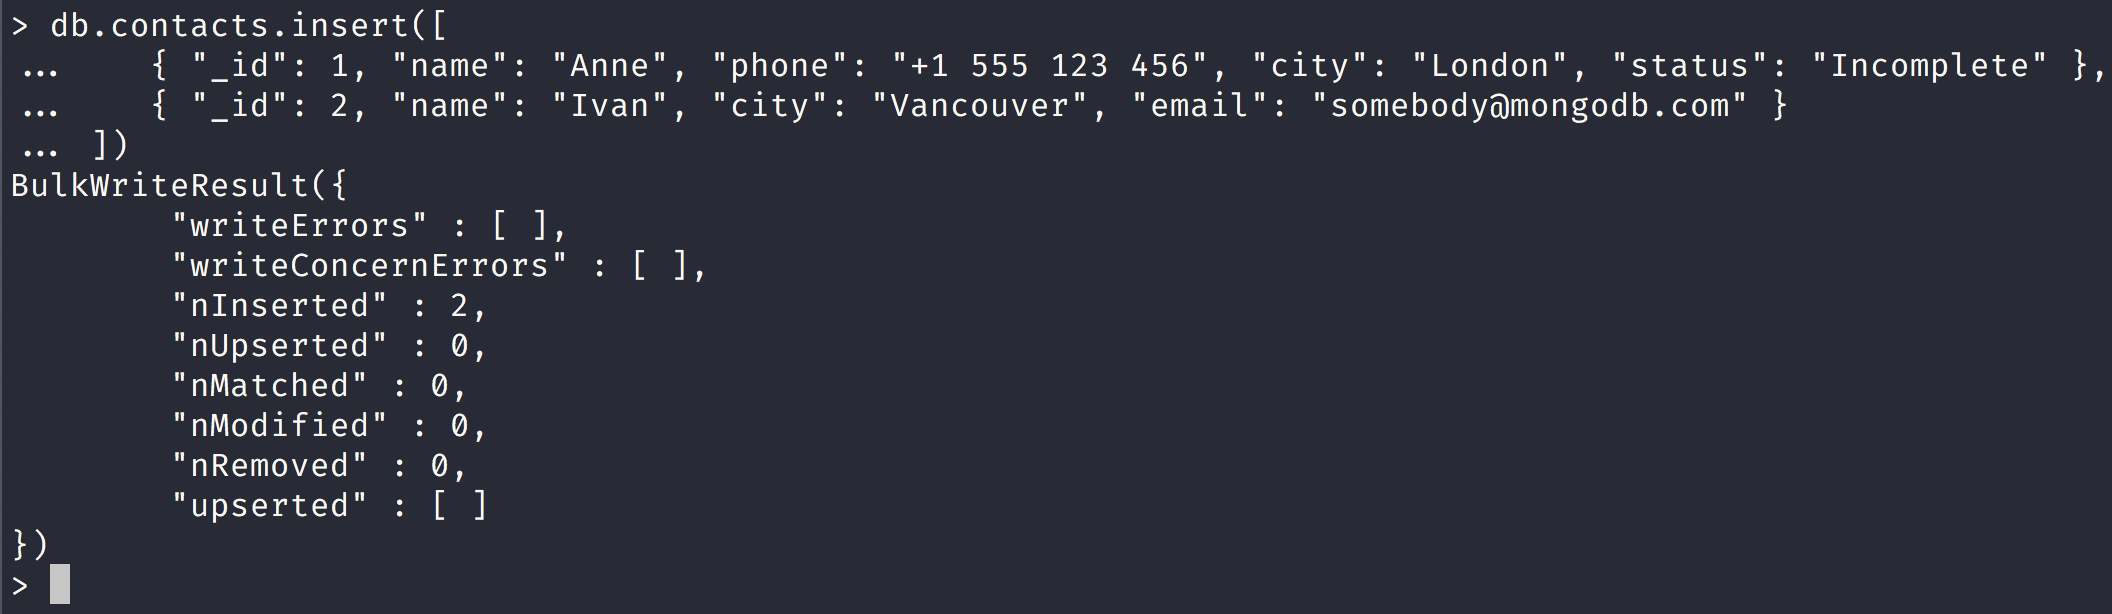 > db.contacts.insert([
...    { "_id": 1, "name": "Anne", "phone": "+1 555 123 456", "city": "London", "status": "Incomplete" },
...    { "_id": 2, "name": "Ivan", "city": "Vancouver", "email": "somebody@mongodb.com" }
... ])
BulkWriteResult({
        "writeErrors" : [ ],
        "writeConcernErrors" : [ ],
        "nInserted" : 2,
        "nUpserted" : 0,
        "nMatched" : 0,
        "nModified" : 0,
        "nRemoved" : 0,
        "upserted" : [ ]
})
>